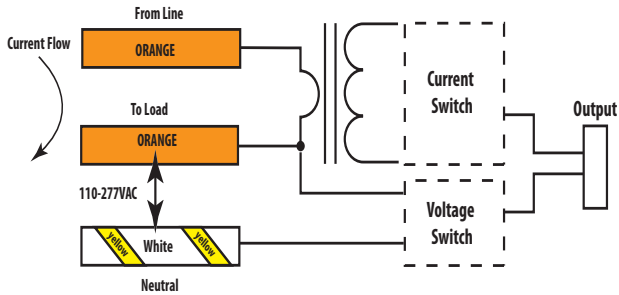 From Line
Current Flow
ORANGE
To Load
ORANGE
110-277VAC
yellow
White
yellow
Neutral
Current
Switch
Voltage
Switch
Output